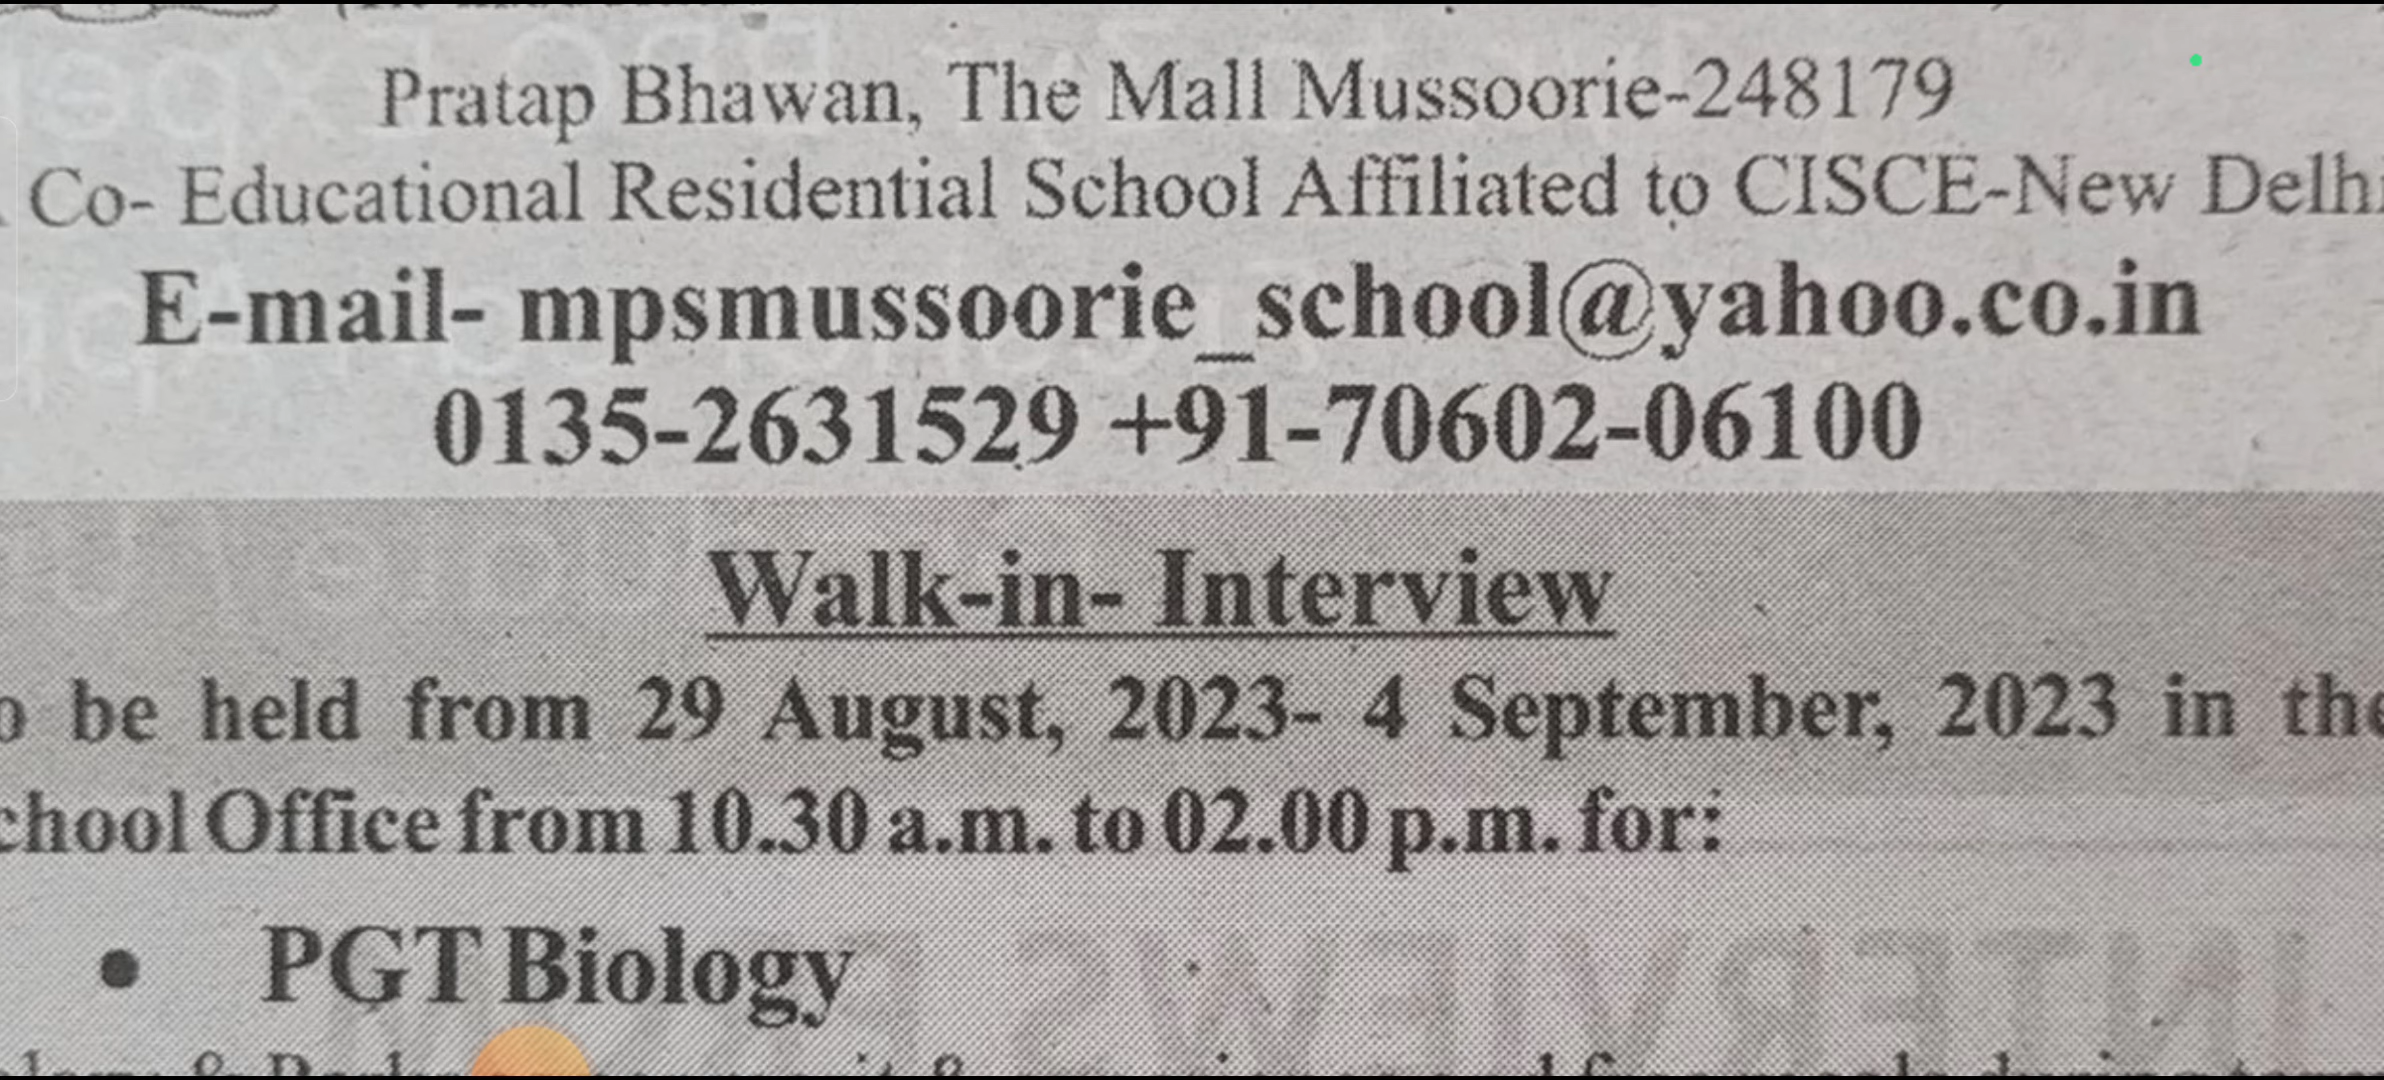 Pratap Bhawan, The Mall Mussoorie-248179
Co- Educational Residential School Affiliated to CISCE-New Delhi
E-mail- mpsmussoorie_school@yahoo.co.in
0135-2631529 +91-70602-06100
Walk-in- Interview
be held from 29 August, 2023- 4 September, 2023 in the
chool Office from 10.30 a.m. to 02.00 p.m. for:
• PGT Biology